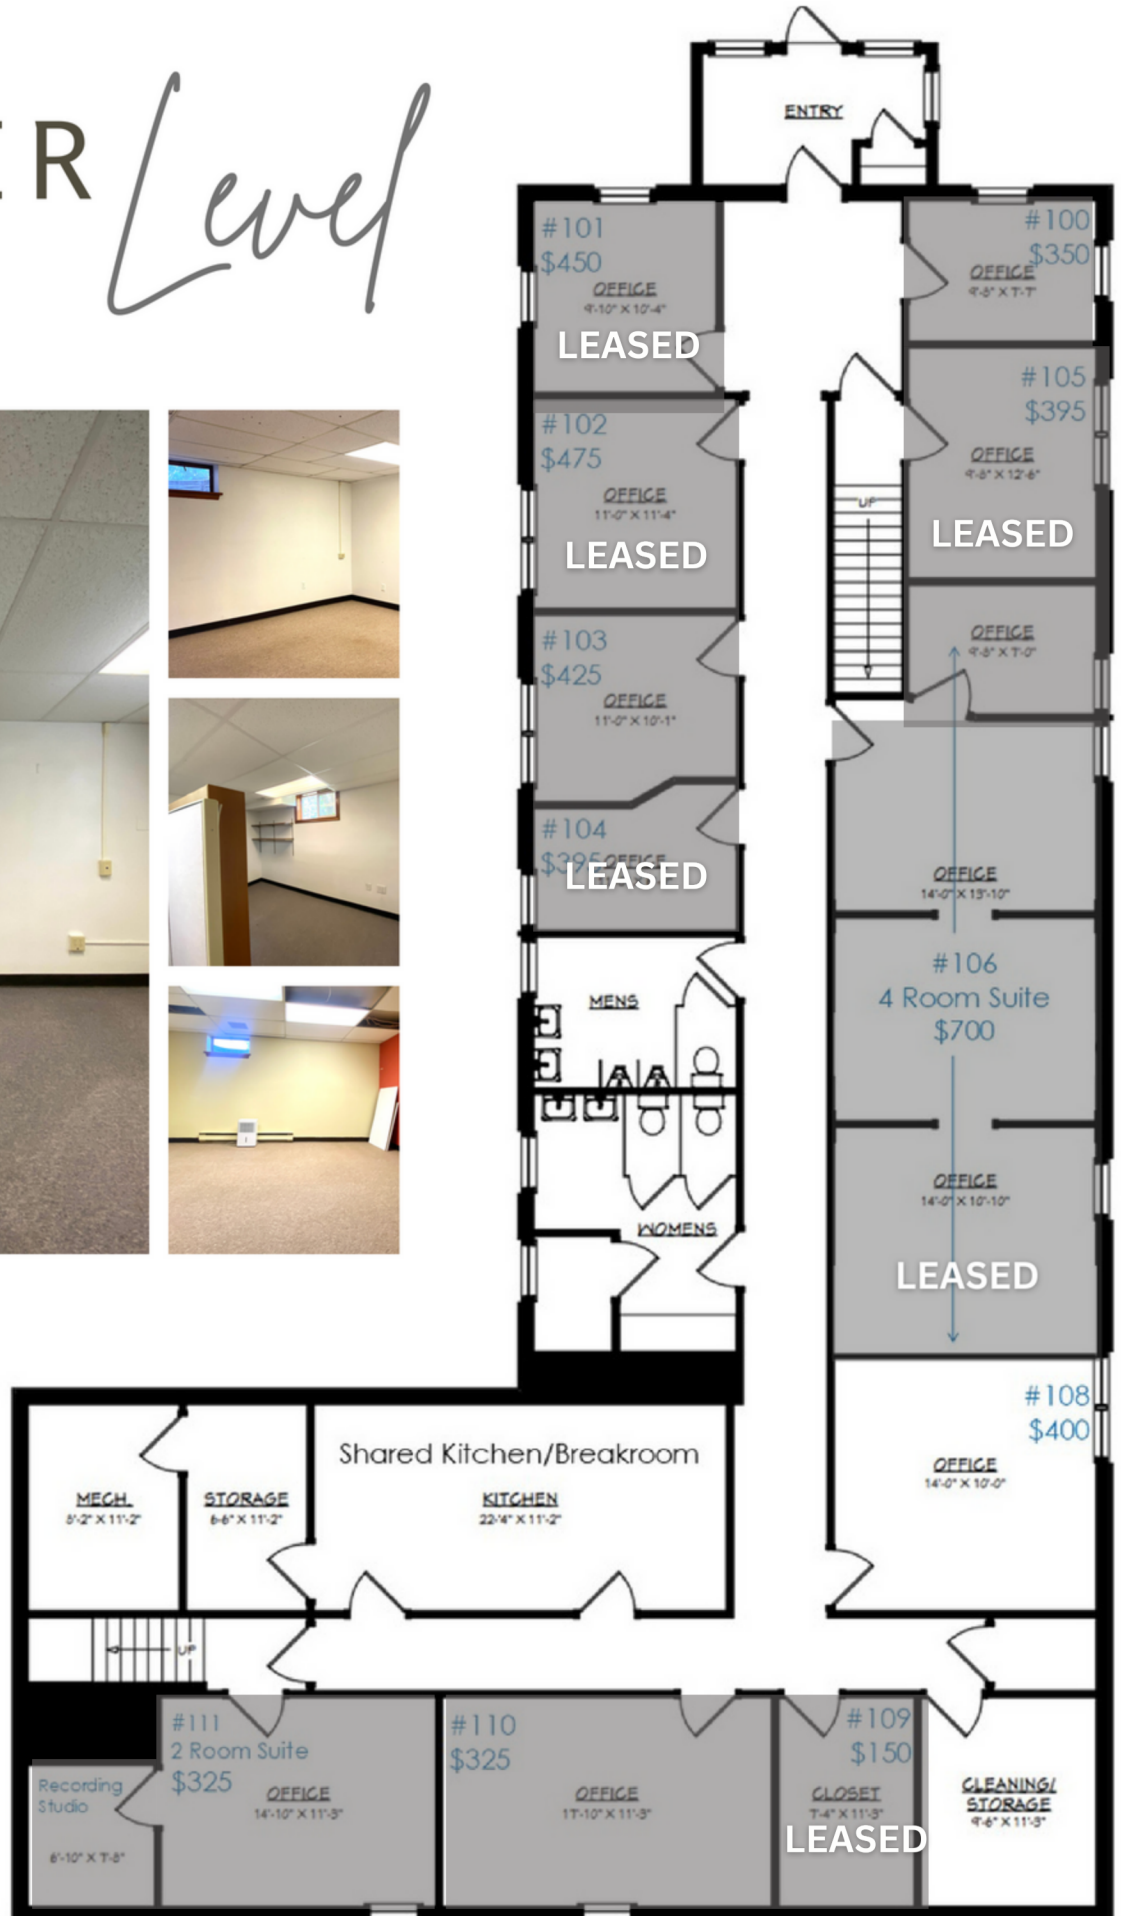 ER Level
ENTRY
#101
$450
OFFICE
9'-10" X 10'-4"
LEASED
#100
$350
OFFICE
9'-8" X 7'-7"
#102
$475
OFFICE
11'-0" X 11'-4"
LEASED
#105
$395
OFFICE
9'-8" X 12'-8"
LEASED
UP
#103
$425
OFFICE
11'-0" X 10'-1"
OFFICE
9'-8" X 7'-0"
#104
$395
OFFICE
LEASED
OFFICE
14'-0" X 13'-10"
#106
4 Room Suite
$700
OFFICE
14'-0" X 10'-10"
LEASED
MENS
WOMENS
#108
$400
OFFICE
14'-0" X 10'-0"
Shared Kitchen/Breakroom
KITCHEN
22'-4" X 11'-2"
MECH.
8'-2" X 11'-2"
STORAGE
6'-6" X 11'-2"
UP
#111
2 Room Suite
$325
OFFICE
14'-10" X 11'-3"
Recording
Studio
6'-10" X 7'-8"
#110
$325
OFFICE
17'-10" X 11'-3"
#109
$150
CLOSET
7'-4" X 11'-3"
LEASED
CLEANING/
STORAGE
9'-6" X 11'-3"